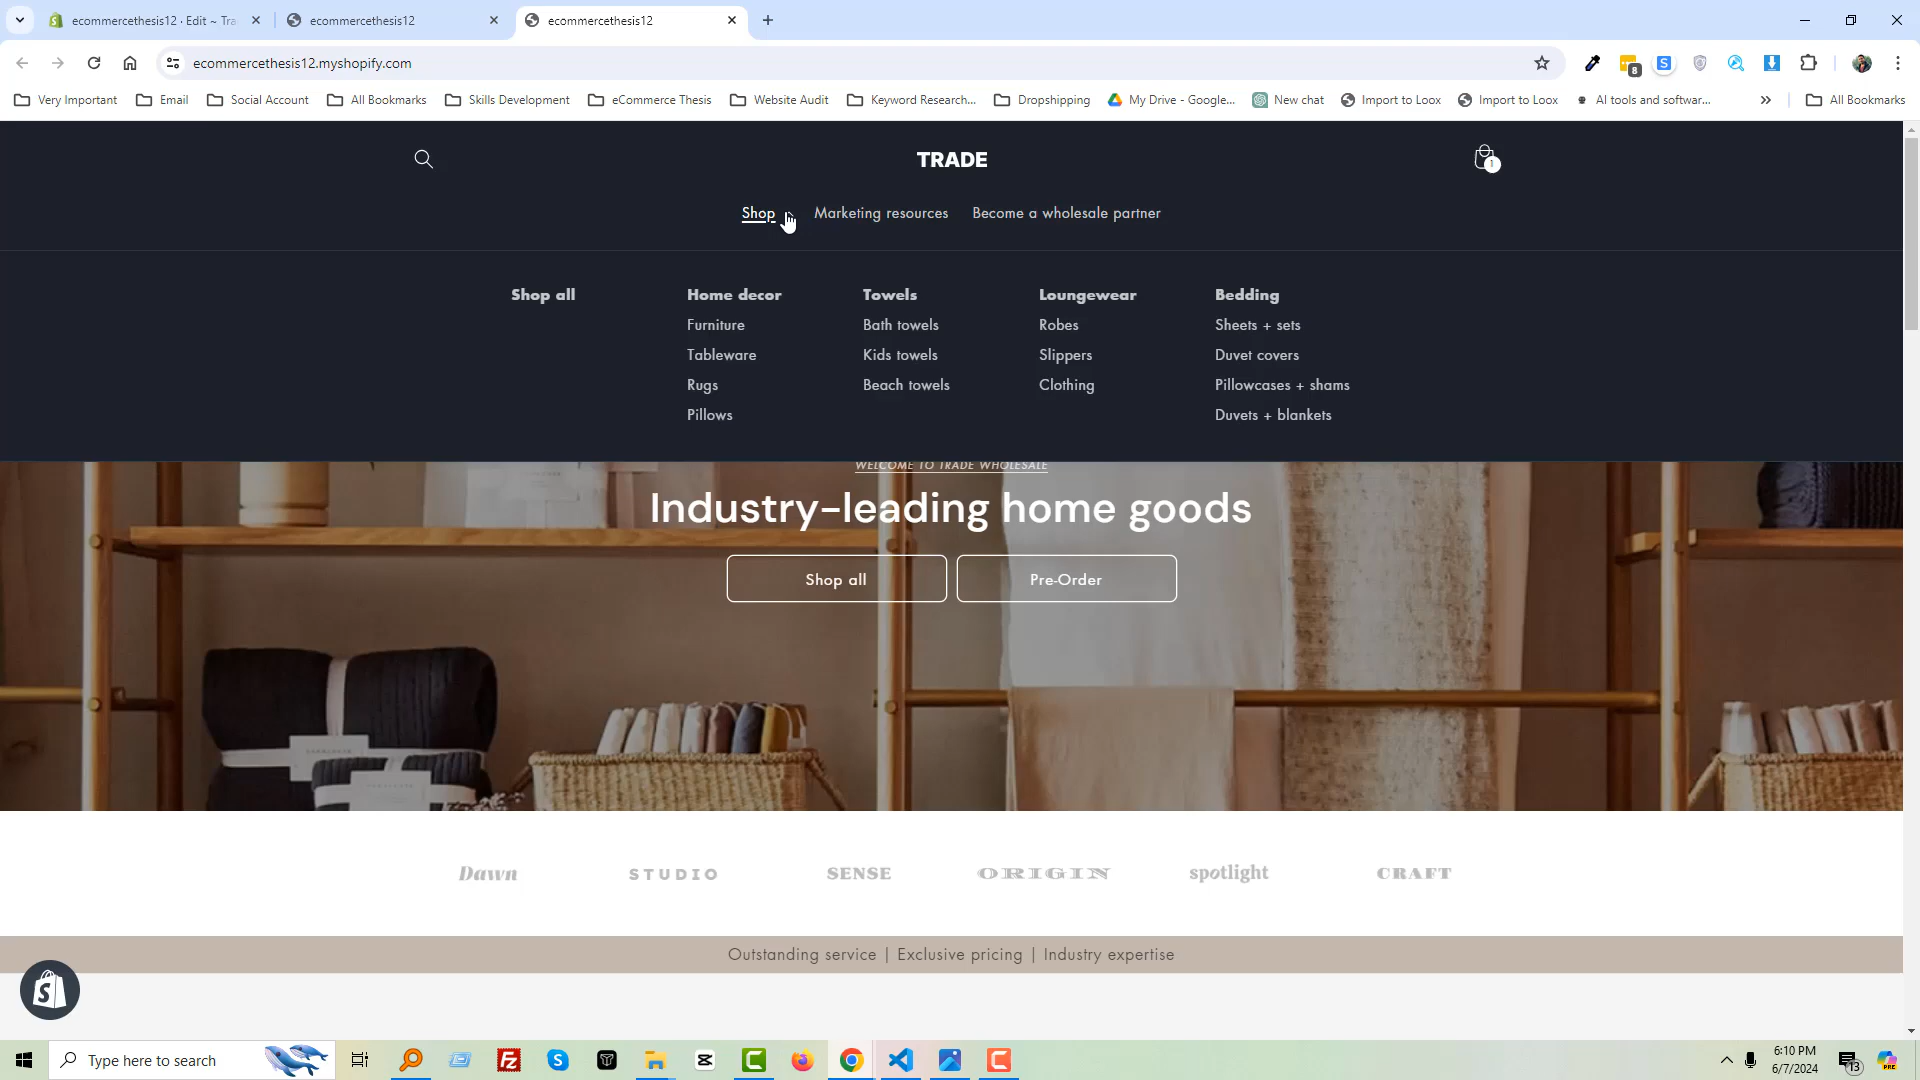 ecommercethesis12 · Edit ~ Tra
ecommercethesis12
ecommercethesis12
ecommercethesis12.myshopify.com
8
S
Very Important
Email
Social Account
All Bookmarks
Skills Development
eCommerce Thesis
Website Audit
Keyword Research...
Dropshipping
My Drive - Google...
New chat
Import to Loox
Import to Loox
AI tools and softwar...
All Bookmarks
TRADE
1
Shop
Marketing resources
Become a wholesale partner
Shop all
Home decor
Furniture
Tableware
Rugs
Pillows
Towels
Bath towels
Kids towels
Beach towels
Loungewear
Robes
Slippers
Clothing
Bedding
Sheets + sets
Duvet covers
Pillowcases + shams
Duvets + blankets
WELCOME TO TRADE WHOLESALE
Industry-leading home goods
Shop all
Pre-Order
Dawn
STUDIO
SENSE
ORIGIN
spotlight
CRAFT
Outstanding service | Exclusive pricing | Industry expertise
Type here to search
6:10 PM
6/7/2024
13
PRE